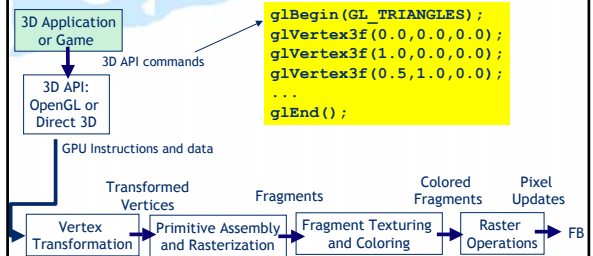 3D Application
or Game
3D API commands
glBegin(GL_TRIANGLES);
glVertex3f(0.0,0.0,0.0);
glVertex3f(1.0,0.0,0.0);
glVertex3f(0.5,1.0,0.0);
...
glEnd();
3D API:
OpenGL or
Direct 3D
GPU Instructions and data
Transformed
Vertices
Fragments
Colored
Fragments
Pixel
Updates
Vertex
Transformation
Primitive Assembly
and Rasterization
Fragment Texturing
and Coloring
Raster
Operations
FB